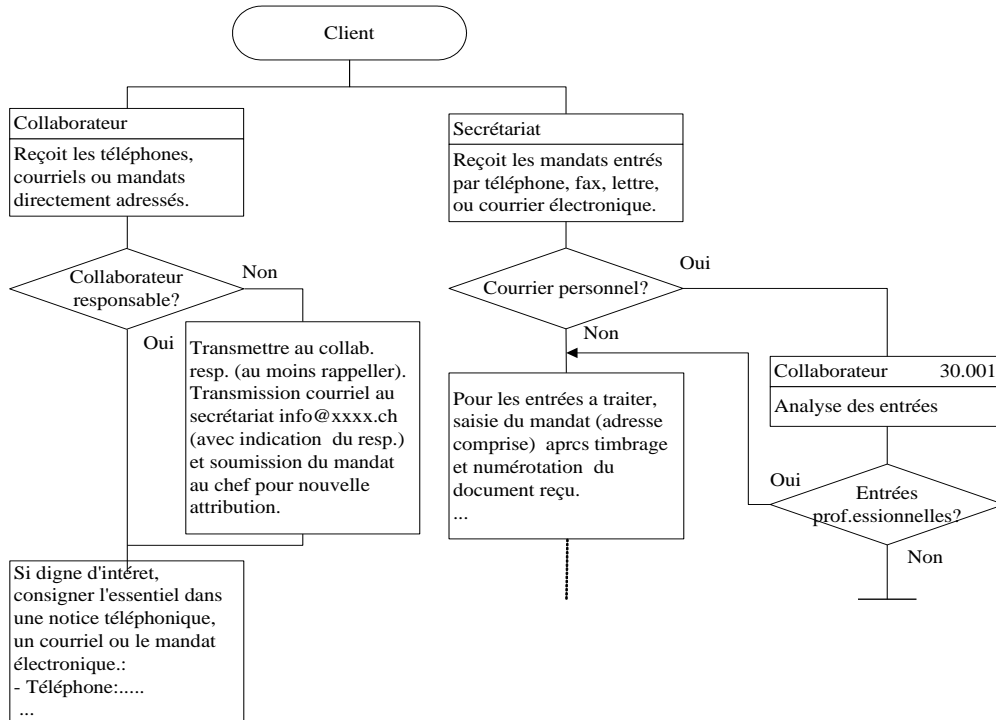 Client
Collaborateur
Reçoit les téléphones,
courriels ou mandats
directement adressés.
Secrétariat
Reçoit les mandats entrés
par téléphone, fax, lettre,
ou courrier électronique.
Collaborateur
responsable?
Non
Oui
Courrier personnel?
Oui
Non
Transmettre au collab.
resp. (au moins rappeller).
Transmission courriel au
secrétariat info@xxxx.ch
(avec indication du resp.)
et soumission du mandat
au chef pour nouvelle
attribution.
Pour les entrées a traiter,
saisie du mandat (adresse
comprise) aprcs timbrage
et numérotation du
document reçu.
...
Collaborateur 30.001
Analyse des entrées
Oui
Entrées
prof.essionnelles?
Non
Si digne d'intéret,
consigner l'essentiel dans
une notice téléphonique,
un courriel ou le mandat
électronique.:
- Téléphone:.....
...